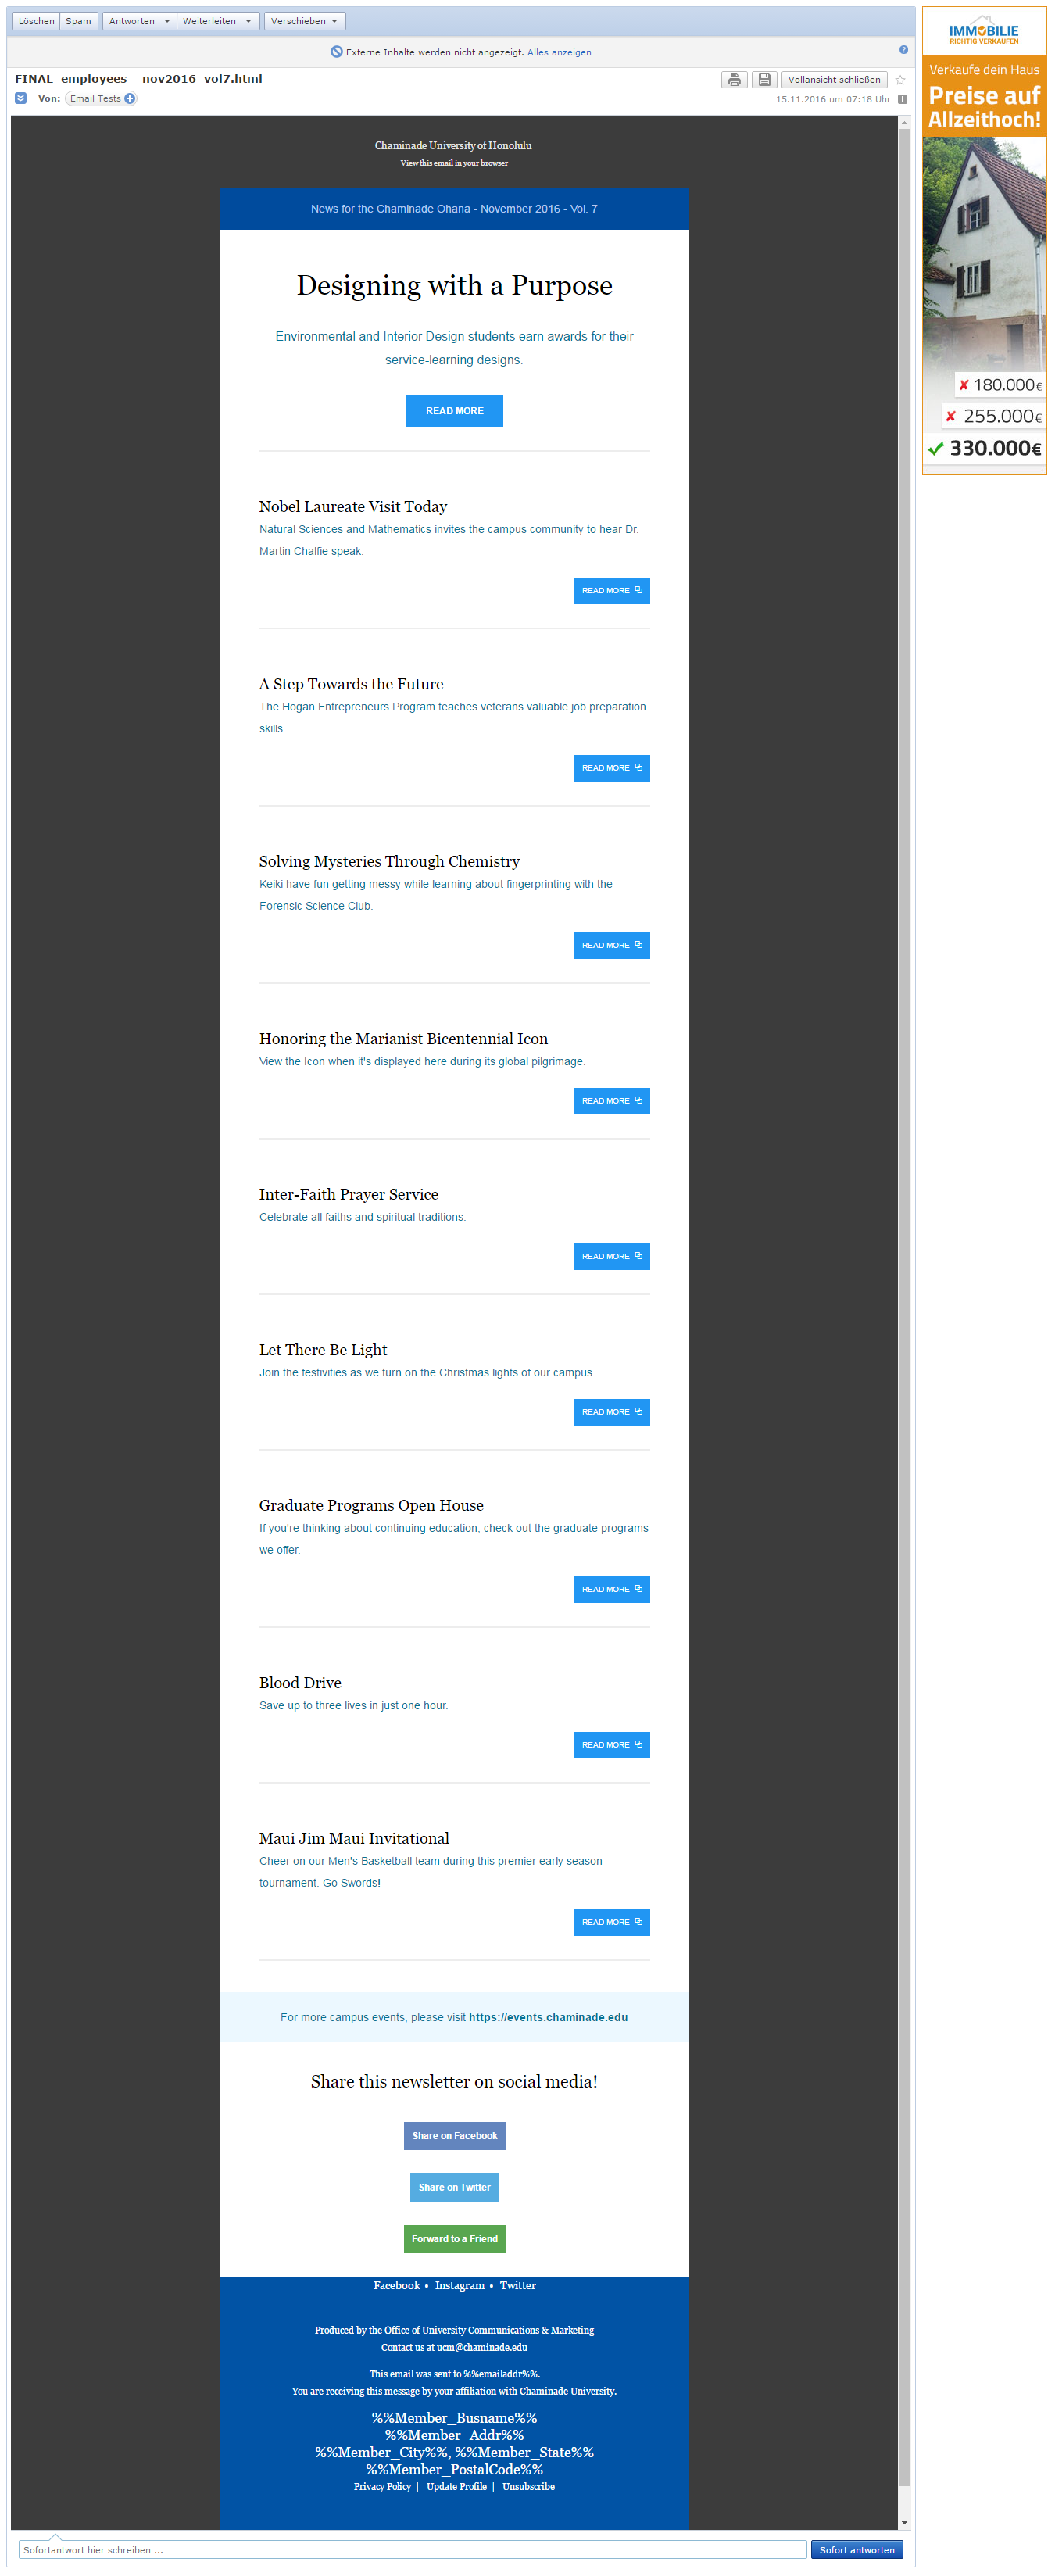 Löschen Spam Antworten Weiterleiten Verschieben
Externe Inhalte werden nicht angezeigt. Alles anzeigen
FINAL_employees__nov2016_vol7.html
Vollansicht schließen
Von: Email Tests
15.11.2016 um 07:18 Uhr
Chaminade University of Honolulu
View this email in your browser
News for the Chaminade Ohana - November 2016 - Vol. 7
Designing with a Purpose
Environmental and Interior Design students earn awards for their
service-learning designs.
READ MORE
Nobel Laureate Visit Today
Natural Sciences and Mathematics invites the campus community to hear Dr.
Martin Chalfie speak.
READ MORE
A Step Towards the Future
The Hogan Entrepreneurs Program teaches veterans valuable job preparation
skills.
READ MORE
Solving Mysteries Through Chemistry
Keiki have fun getting messy while learning about fingerprinting with the
Forensic Science Club.
READ MORE
Honoring the Marianist Bicentennial Icon
View the Icon when it's displayed here during its global pilgrimage.
READ MORE
Inter-Faith Prayer Service
Celebrate all faiths and spiritual traditions.
READ MORE
Let There Be Light
Join the festivities as we turn on the Christmas lights of our campus.
READ MORE
Graduate Programs Open House
If you're thinking about continuing education, check out the graduate programs
we offer.
READ MORE
Blood Drive
Save up to three lives in just one hour.
READ MORE
Maui Jim Maui Invitational
Cheer on our Men's Basketball team during this premier early season
tournament. Go Swords!
READ MORE
For more campus events, please visit https://events.chaminade.edu
Share this newsletter on social media!
Share on Facebook
Share on Twitter
Forward to a Friend
Facebook • Instagram • Twitter
Produced by the Office of University Communications & Marketing
Contact us at ucm@chaminade.edu
This email was sent to %%emailaddr%%.
You are receiving this message by your affiliation with Chaminade University.
%%Member_Busname%%
%%Member_Addr%%
%%Member_City%%, %%Member_State%%
%%Member_PostalCode%%
Privacy Policy | Update Profile | Unsubscribe
Sofortantwort hier schreiben ...
Sofort antworten
IMMOBILIE
RICHTIG VERKAUFEN
Verkaufe dein Haus
Preise auf
Allzeithoch!
180.000€
255.000€
330.000€